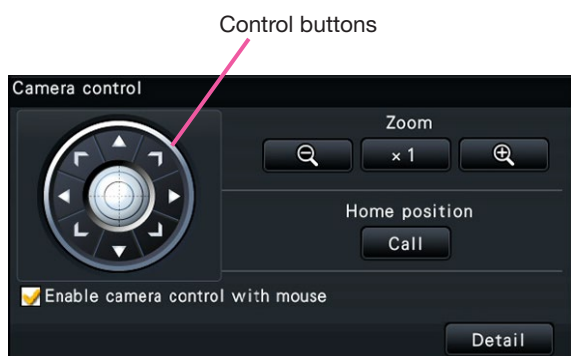 Control buttons
Camera control
Zoom
× 1
Home position
Call
Enable camera control with mouse
Detail